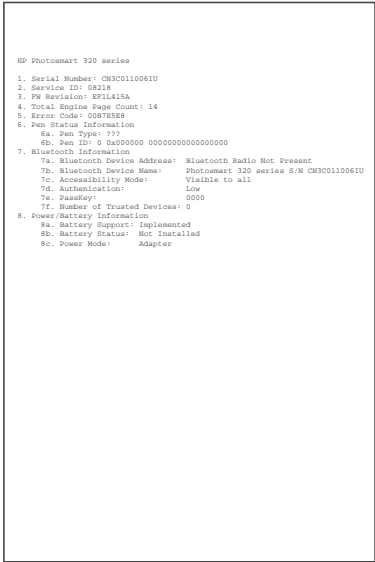 HP Photosmart 320 series
1. Serial Number: CN3C011006IU
2. Service ID: 08218
3. FW Revision: EF1L415A
4. Total Engine Page Count: 14
5. Error Code: 00B7E5E8
6. Pen Status Information
6a. Pen Type: ???
6b. Pen ID: 0 0x000000 00000000000000000
7. Bluetooth Information
7a. Bluetooth Device Address: Bluetooth Radio Not Present
7b. Bluetooth Device Name: Photosmart 320 series S/N CN3C011006IU
7c. Accessibility Mode: Visible to all
7d. Authenication: Low
7e. PassKey: 0000
7f. Number of Trusted Devices: 0
8. Power/Battery Information
8a. Battery Support: Implemented
8b. Battery Status: Not Installed
8c. Power Mode: Adapter